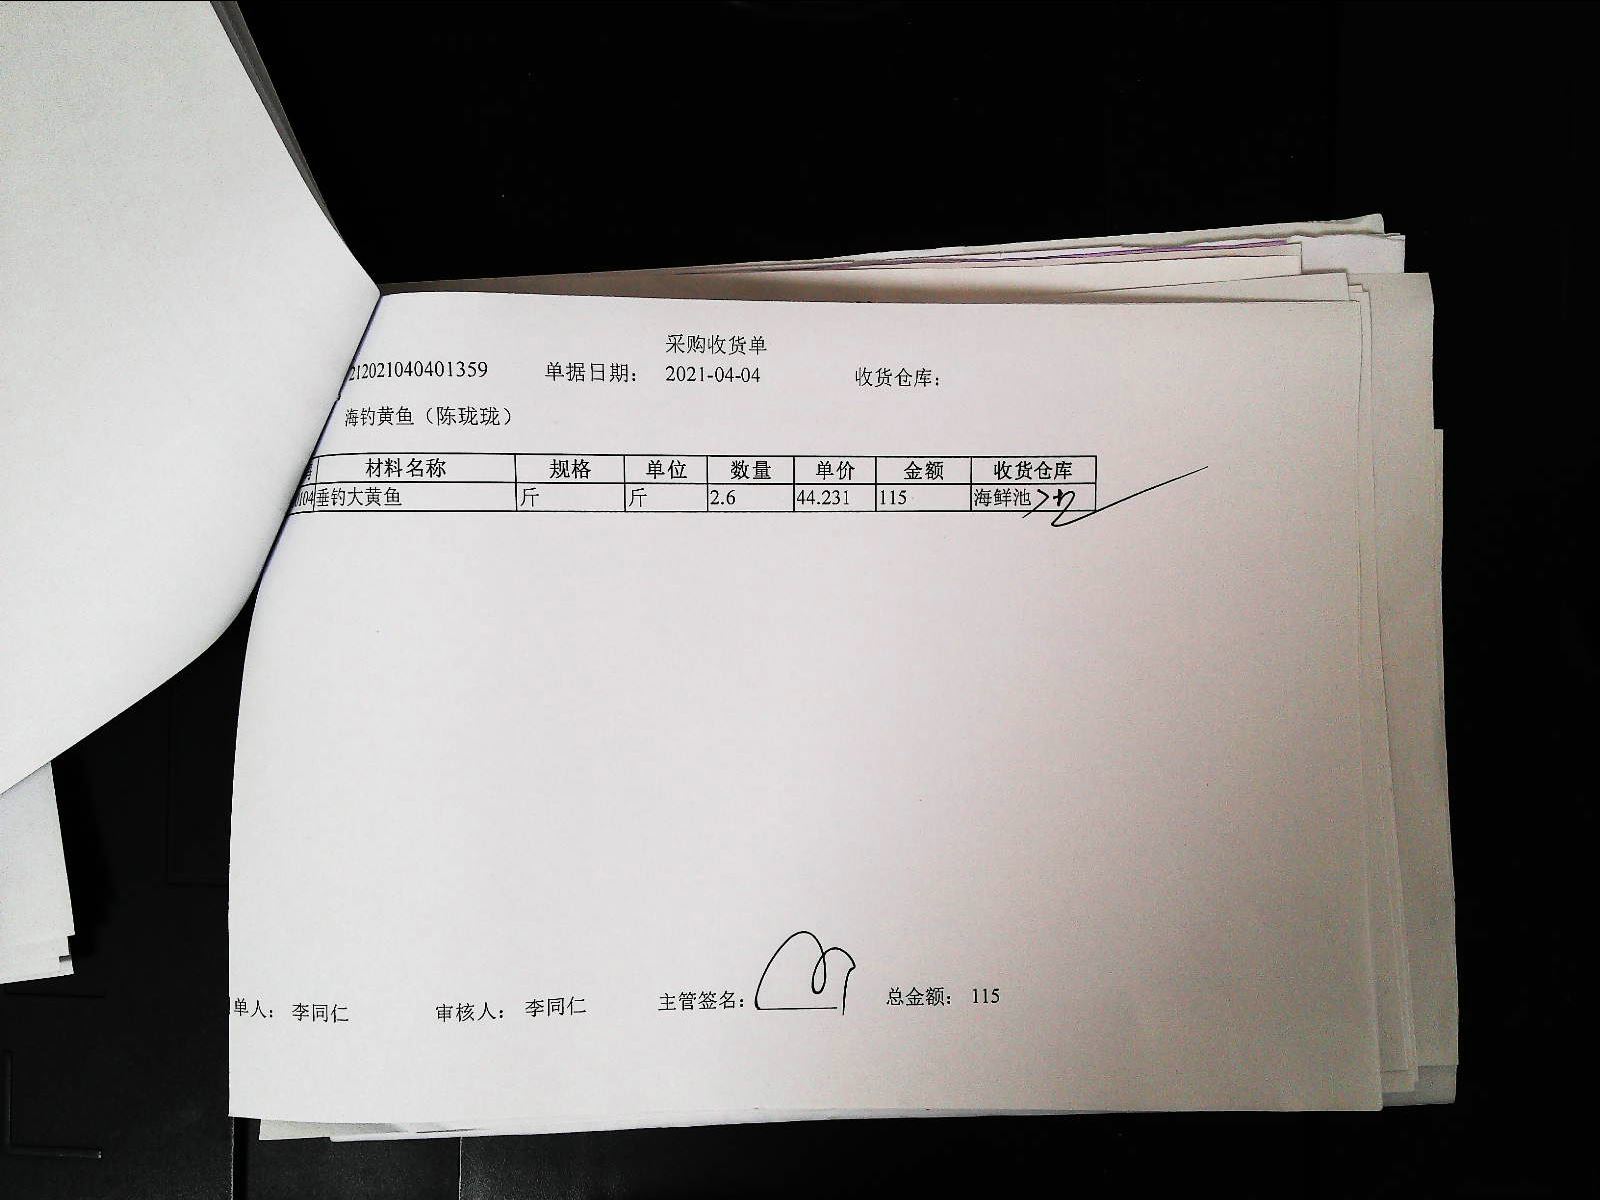 采购收货单
212021040401359 单据日期： 2021-04-04 收货仓库：
海钓黄鱼（陈珑珑）
材料名称 规格 单位 数量 单价 金额 收货仓库
104 垂钓大黄鱼 斤 斤 2.6 44.231 115 海鲜池
单人： 李同仁 审核人： 李同仁 主管签名： 总金额： 115